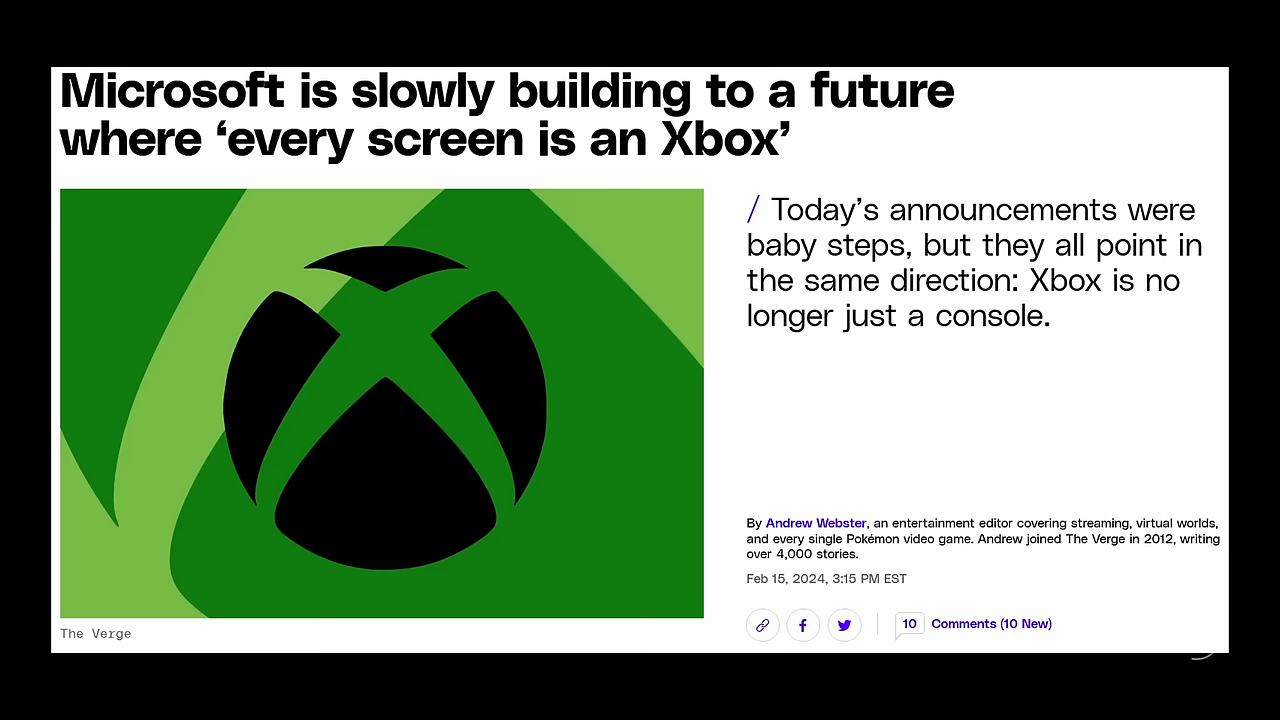 Microsoft is slowly building to a future
where ‘every screen is an Xbox’
/ Today’s announcements were
baby steps, but they all point in
the same direction: Xbox is no
longer just a console.
By Andrew Webster, an entertainment editor covering streaming, virtual worlds,
and every single Pokémon video game. Andrew joined The Verge in 2012, writing
over 4,000 stories.
Feb 15, 2024, 3:15 PM EST
10 Comments (10 New)
The Verge